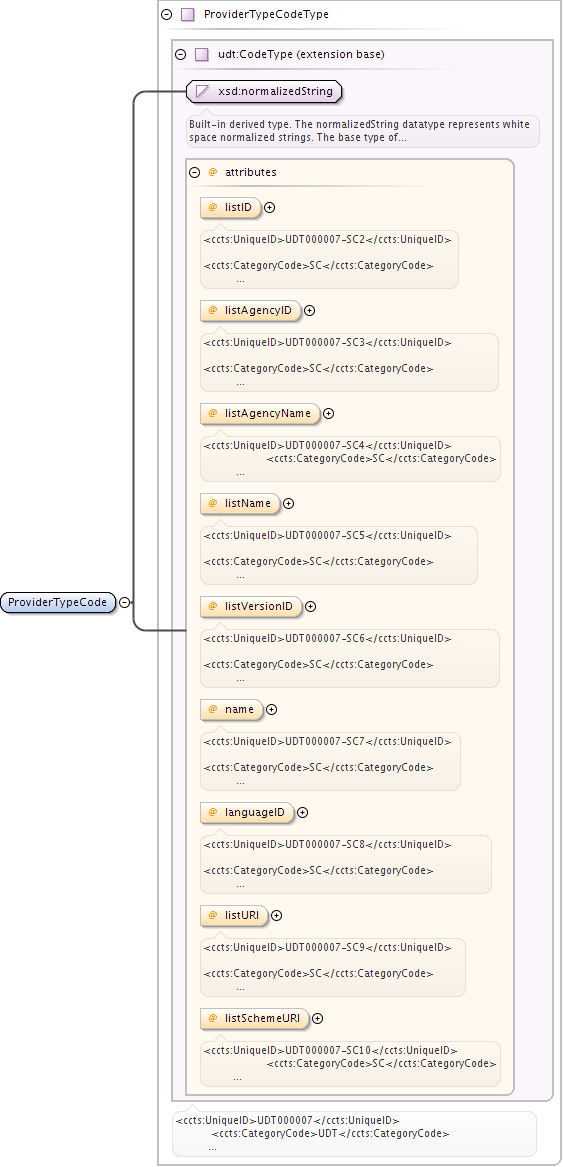 ProviderTypeCodeType
udt:CodeType (extension base)
xsd:normalizedString
Built-in derived type. The normalizedString datatype represents white
space normalized strings. The base type of...
@ attributes
@ listID
<ccts:UniqueID>UDT000007-SC2</ccts:UniqueID>
<ccts:CategoryCode>SC</ccts:CategoryCode>
...
@ listAgencyID
<ccts:UniqueID>UDT000007-SC3</ccts:UniqueID>
<ccts:CategoryCode>SC</ccts:CategoryCode>
...
@ listAgencyName
<ccts:UniqueID>UDT000007-SC4</ccts:UniqueID>
<ccts:CategoryCode>SC</ccts:CategoryCode>
...
@ listName
<ccts:UniqueID>UDT000007-SC5</ccts:UniqueID>
<ccts:CategoryCode>SC</ccts:CategoryCode>
...
ProviderTypeCode
@ listVersionID
<ccts:UniqueID>UDT000007-SC6</ccts:UniqueID>
<ccts:CategoryCode>SC</ccts:CategoryCode>
...
@ name
<ccts:UniqueID>UDT000007-SC7</ccts:UniqueID>
<ccts:CategoryCode>SC</ccts:CategoryCode>
...
@ languageID
<ccts:UniqueID>UDT000007-SC8</ccts:UniqueID>
<ccts:CategoryCode>SC</ccts:CategoryCode>
...
@ listURI
<ccts:UniqueID>UDT000007-SC9</ccts:UniqueID>
<ccts:CategoryCode>SC</ccts:CategoryCode>
...
@ listSchemeURI
<ccts:UniqueID>UDT000007-SC10</ccts:UniqueID>
<ccts:CategoryCode>SC</ccts:CategoryCode>
...
<ccts:UniqueID>UDT000007</ccts:UniqueID>
<ccts:CategoryCode>UDT</ccts:CategoryCode>
...